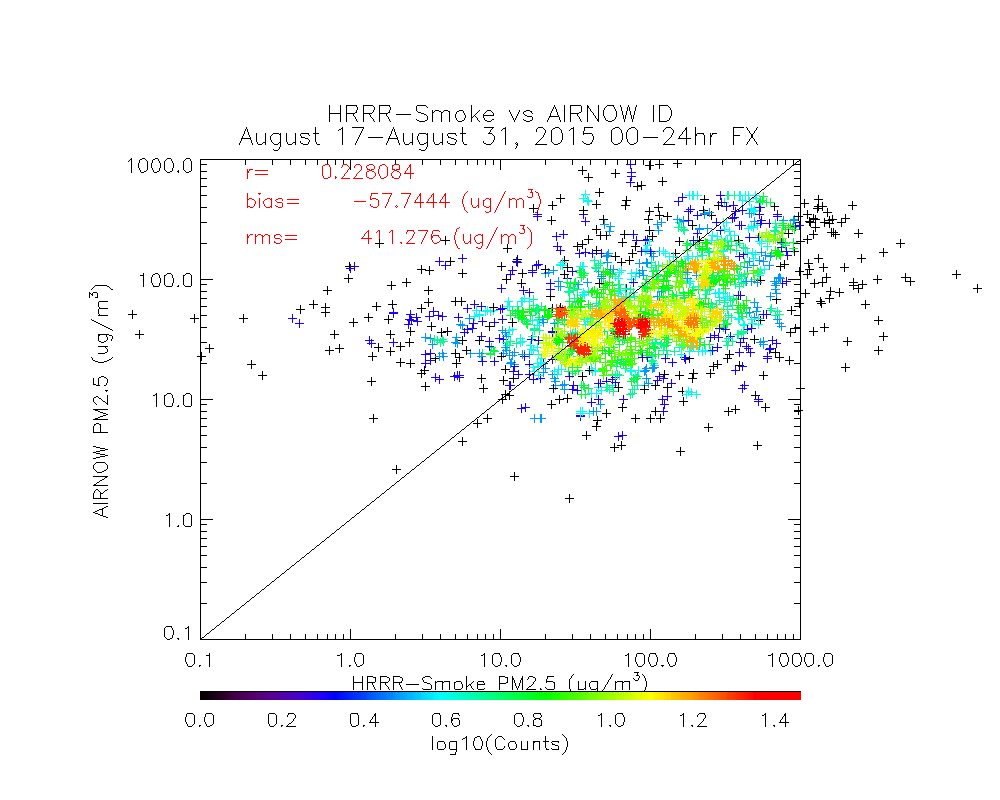 HRRR-Smoke vs AIRNOW ID
August 17-August 31, 2015 00-24hr FX
r= 0.228084
bias= -57.7444 (ug/m³)
rms= 411.276 (ug/m³)
AIRNOW PM2.5 (ug/m³)
1000.0
100.0
10.0
1.0
0.1
0.1 1.0 10.0 100.0 1000.0
HRRR-Smoke PM2.5 (ug/m³)
0.0 0.2 0.4 0.6 0.8 1.0 1.2 1.4
log10(Counts)